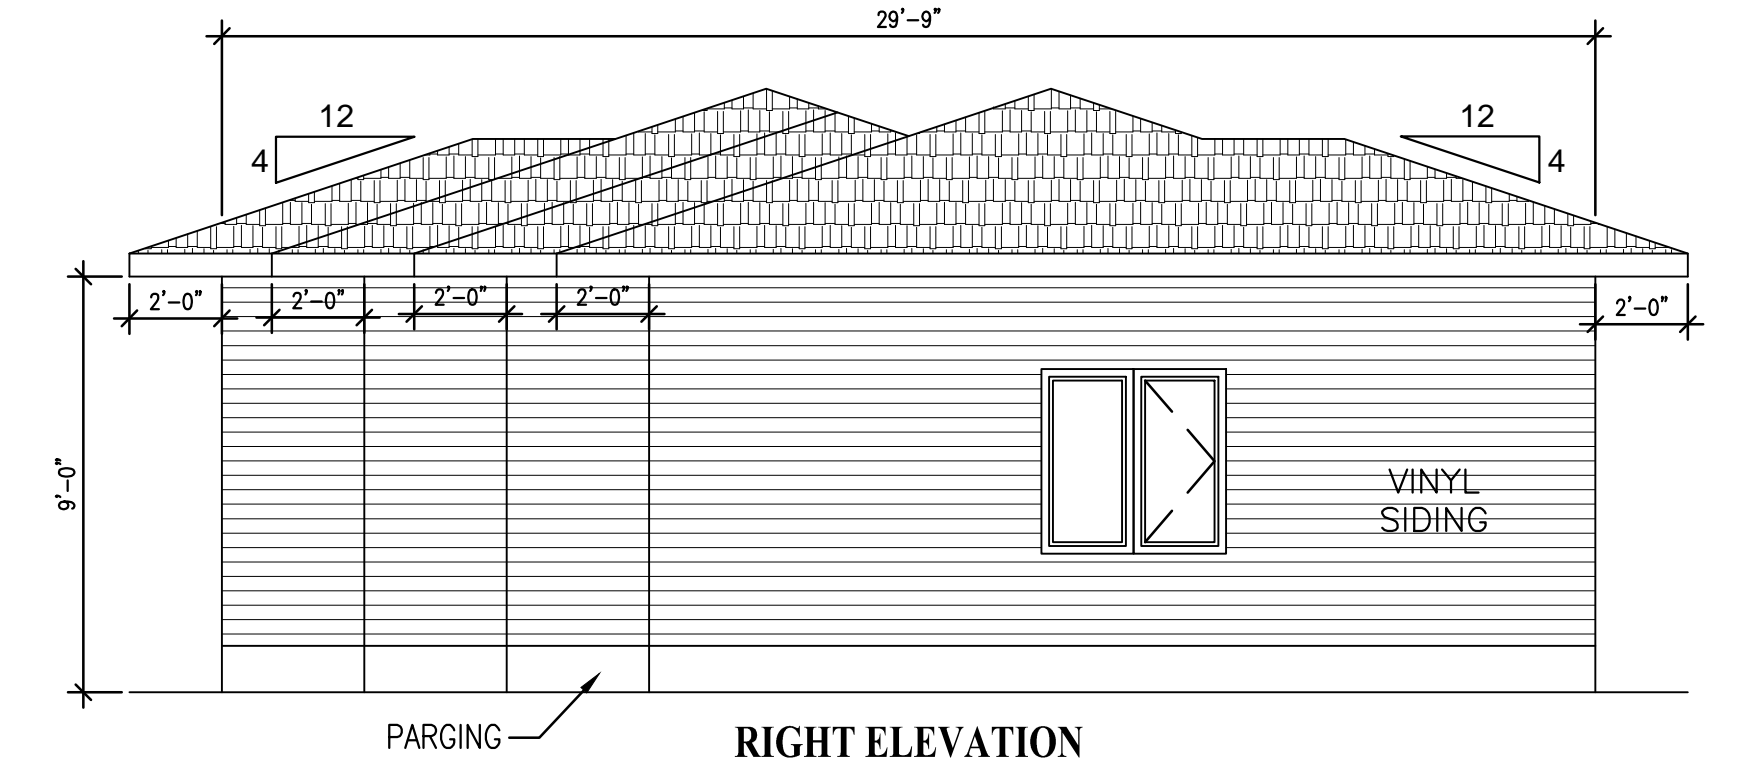 29'-9"
12
4
12
4
2'-0"
2'-0"
2'-0"
2'-0"
2'-0"
9'-0"
VINYL
SIDING
PARGING
RIGHT ELEVATION